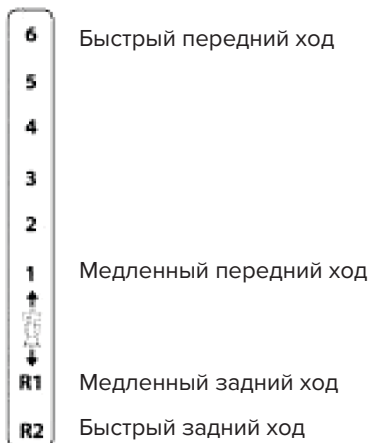 6 Быстрый передний ход
5
4
3
2
1 Медленный передний ход
R1 Медленный задний ход
R2 Быстрый задний ход